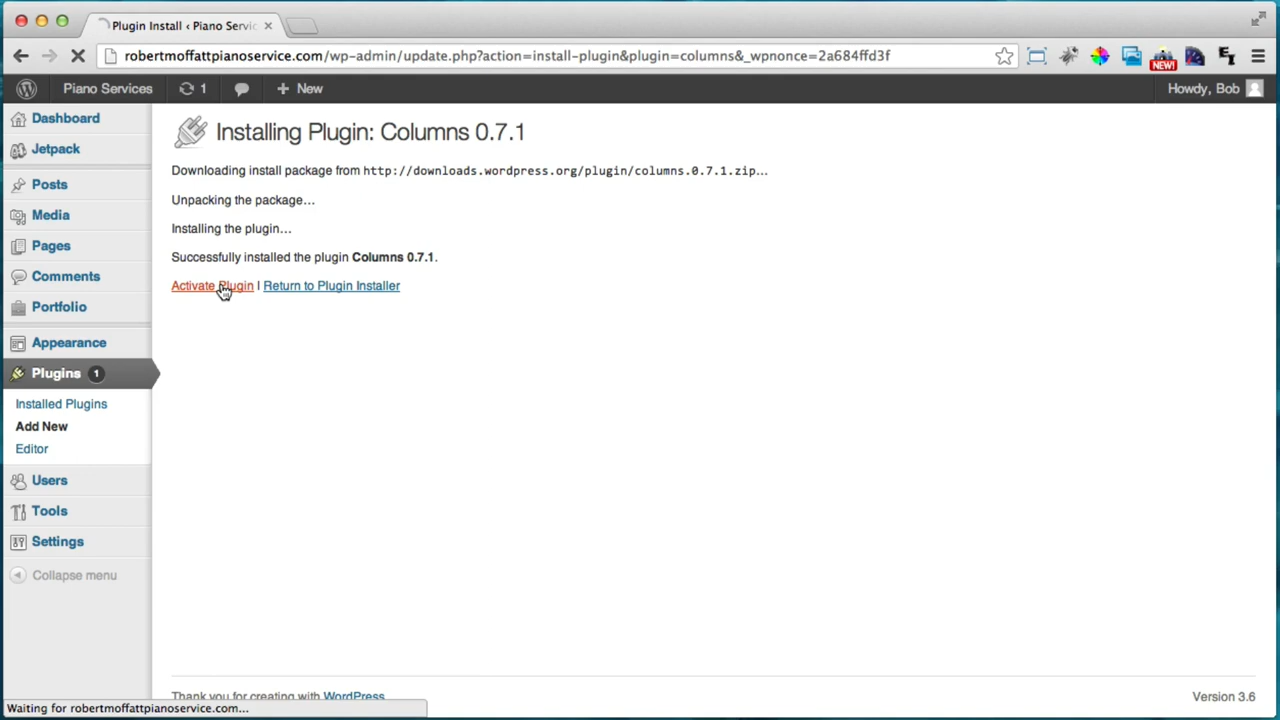 Plugin Install ‹ Piano Servic
robertmoffattpianoservice.com/wp-admin/update.php?action=install-plugin&plugin=columns&_wpnonce=2a684ffd3f
NEW!
Piano Services
1
New
Howdy, Bob
Dashboard
Jetpack
Posts
Media
Pages
Comments
Portfolio
Appearance
Plugins 1
Installed Plugins
Add New
Editor
Users
Tools
Settings
Collapse menu
Installing Plugin: Columns 0.7.1
Downloading install package from http://downloads.wordpress.org/plugin/columns.0.7.1.zip…
Unpacking the package…
Installing the plugin…
Successfully installed the plugin Columns 0.7.1.
Activate Plugin | Return to Plugin Installer
Thank you for creating with WordPress
Version 3.6
Waiting for robertmoffattpianoservice.com...